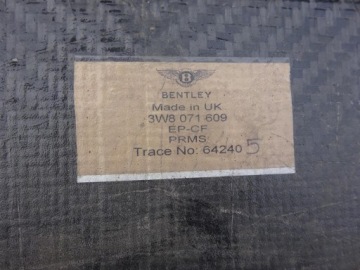 B
BENTLEY
Made in UK
3W8 071 609
EP-CF
PRMS
Trace No: 64240 5